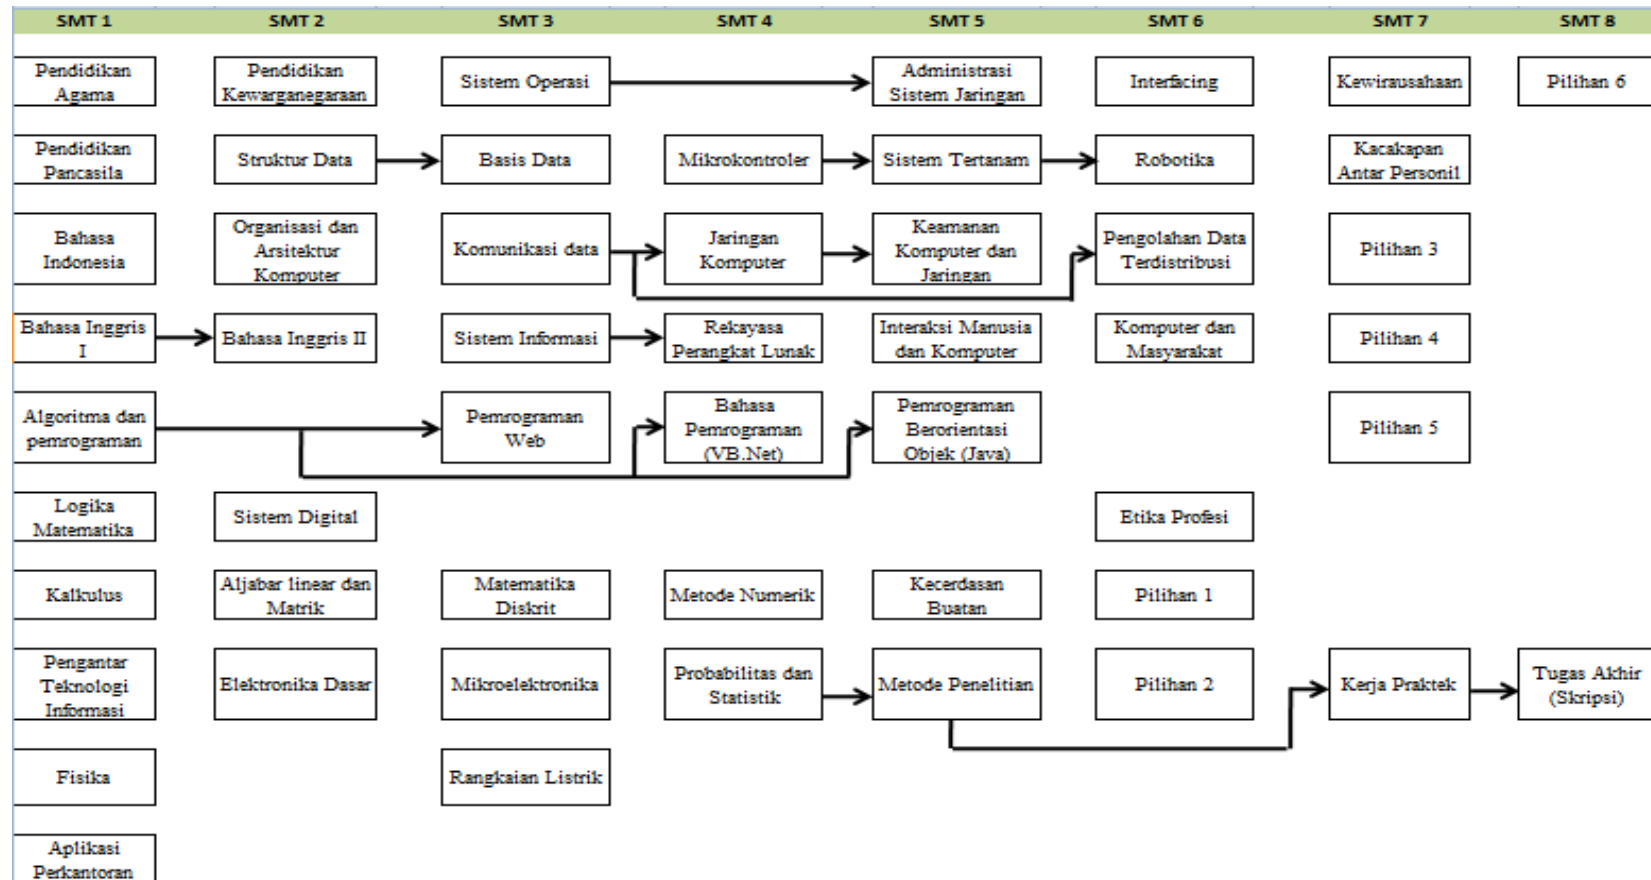 SMT 1 SMT 2 SMT 3 SMT 4 SMT 5 SMT 6 SMT 7 SMT 8
Pendidikan
Agama
Pendidikan
Kewarganegaraan
Sistem Operasi
Administrasi
Sistem Jaringan
Interfacing
Kewirausahaan
Pilihan 6
Pendidikan
Pancasila
Struktur Data
Basis Data
Mikrokontroler
Sistem Tertanam
Robotika
Kacakapan
Antar Personil
Bahasa
Indonesia
Organisasi dan
Arsitektur
Komputer
Komunikasi data
Jaringan
Komputer
Keamanan
Komputer dan
Jaringan
Pengolahan Data
Terdistribusi
Pilihan 3
Bahasa Inggris
I
Bahasa Inggris II
Sistem Informasi
Rekayasa
Perangkat Lunak
Interaksi Manusia
dan Komputer
Komputer dan
Masyarakat
Pilihan 4
Algoritma dan
pemrograman
Pemrograman
Web
Bahasa
Pemrograman
(VB.Net)
Pemrograman
Berorientasi
Objek (Java)
Pilihan 5
Logika
Matematika
Sistem Digital
Etika Profesi
Kalkulus
Aljabar linear dan
Matrik
Matematika
Diskrit
Metode Numerik
Kecerdasan
Buatan
Pilihan 1
Pengantar
Teknologi
Informasi
Elektronika Dasar
Mikroelektronika
Probabilitas dan
Statistik
Metode Penelitian
Pilihan 2
Kerja Praktek
Tugas Akhir
(Skripsi)
Fisika
Rangkaian Listrik
Aplikasi
Perkantoran